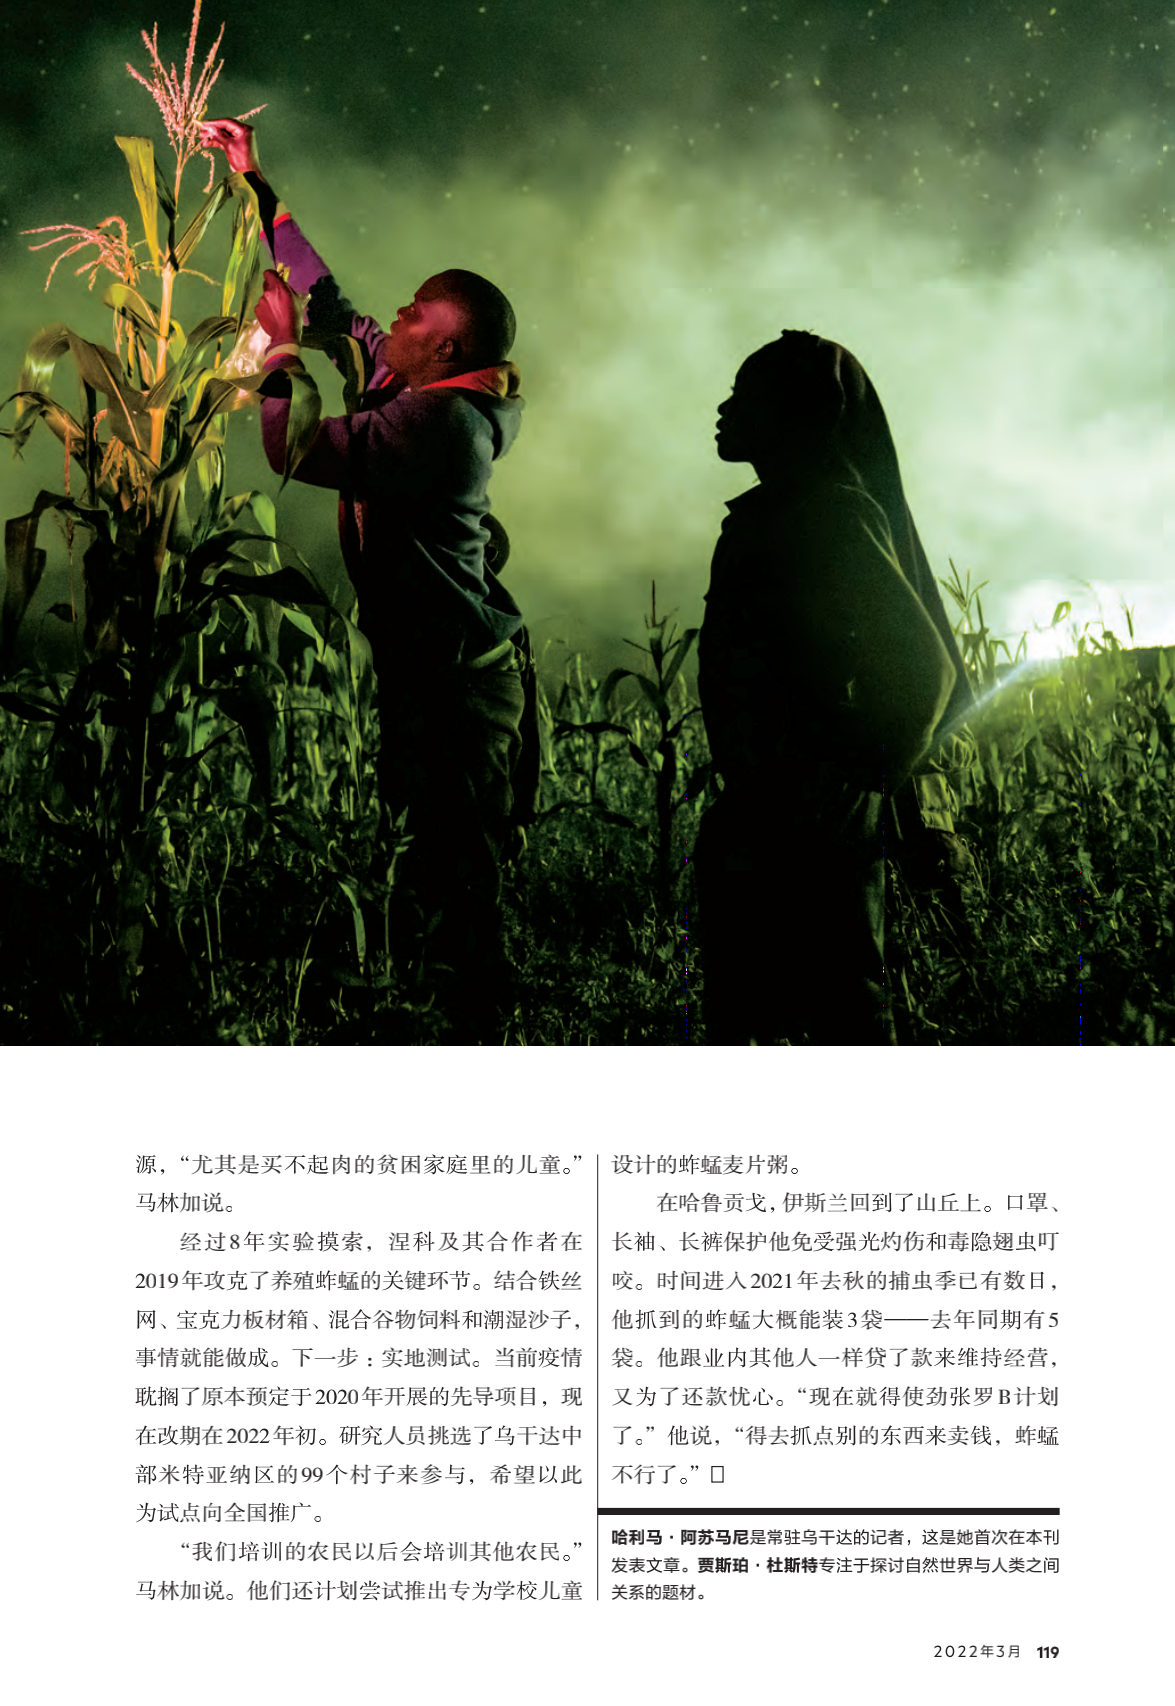 源，“尤其是买不起肉的贫困家庭里的儿童。”
马林加说。
经过8年实验摸索，涅科及其合作者在
2019年攻克了养殖蚱蜢的关键环节。结合铁丝
网、宝克力板材箱、混合谷物饲料和潮湿沙子，
事情就能做成。下一步：实地测试。当前疫情
耽搁了原本预定于2020年开展的先导项目，现
在改期在2022年初。研究人员挑选了乌干达中
部米特亚纳区的99个村子来参与，希望以此
为试点向全国推广。
“我们培训的农民以后会培训其他农民。”
马林加说。他们还计划尝试推出专为学校儿童
设计的蚱蜢麦片粥。
在哈鲁贡戈，伊斯兰回到了山丘上。口罩、
长袖、长裤保护他免受强光灼伤和毒隐翅虫叮
咬。时间进入2021年去秋的捕虫季已有数日，
他抓到的蚱蜢大概能装3袋——去年同期有5
袋。他跟业内其他人一样贷了款来维持经营，
又为了还款忧心。“现在就得使劲张罗B计划
了。”他说，“得去抓点别的东西来卖钱，蚱蜢
不行了。”□
哈利马·阿苏马尼是常驻乌干达的记者，这是她首次在本刊
发表文章。贾斯珀·杜斯特专注于探讨自然世界与人类之间
关系的题材。
2022年3月 119